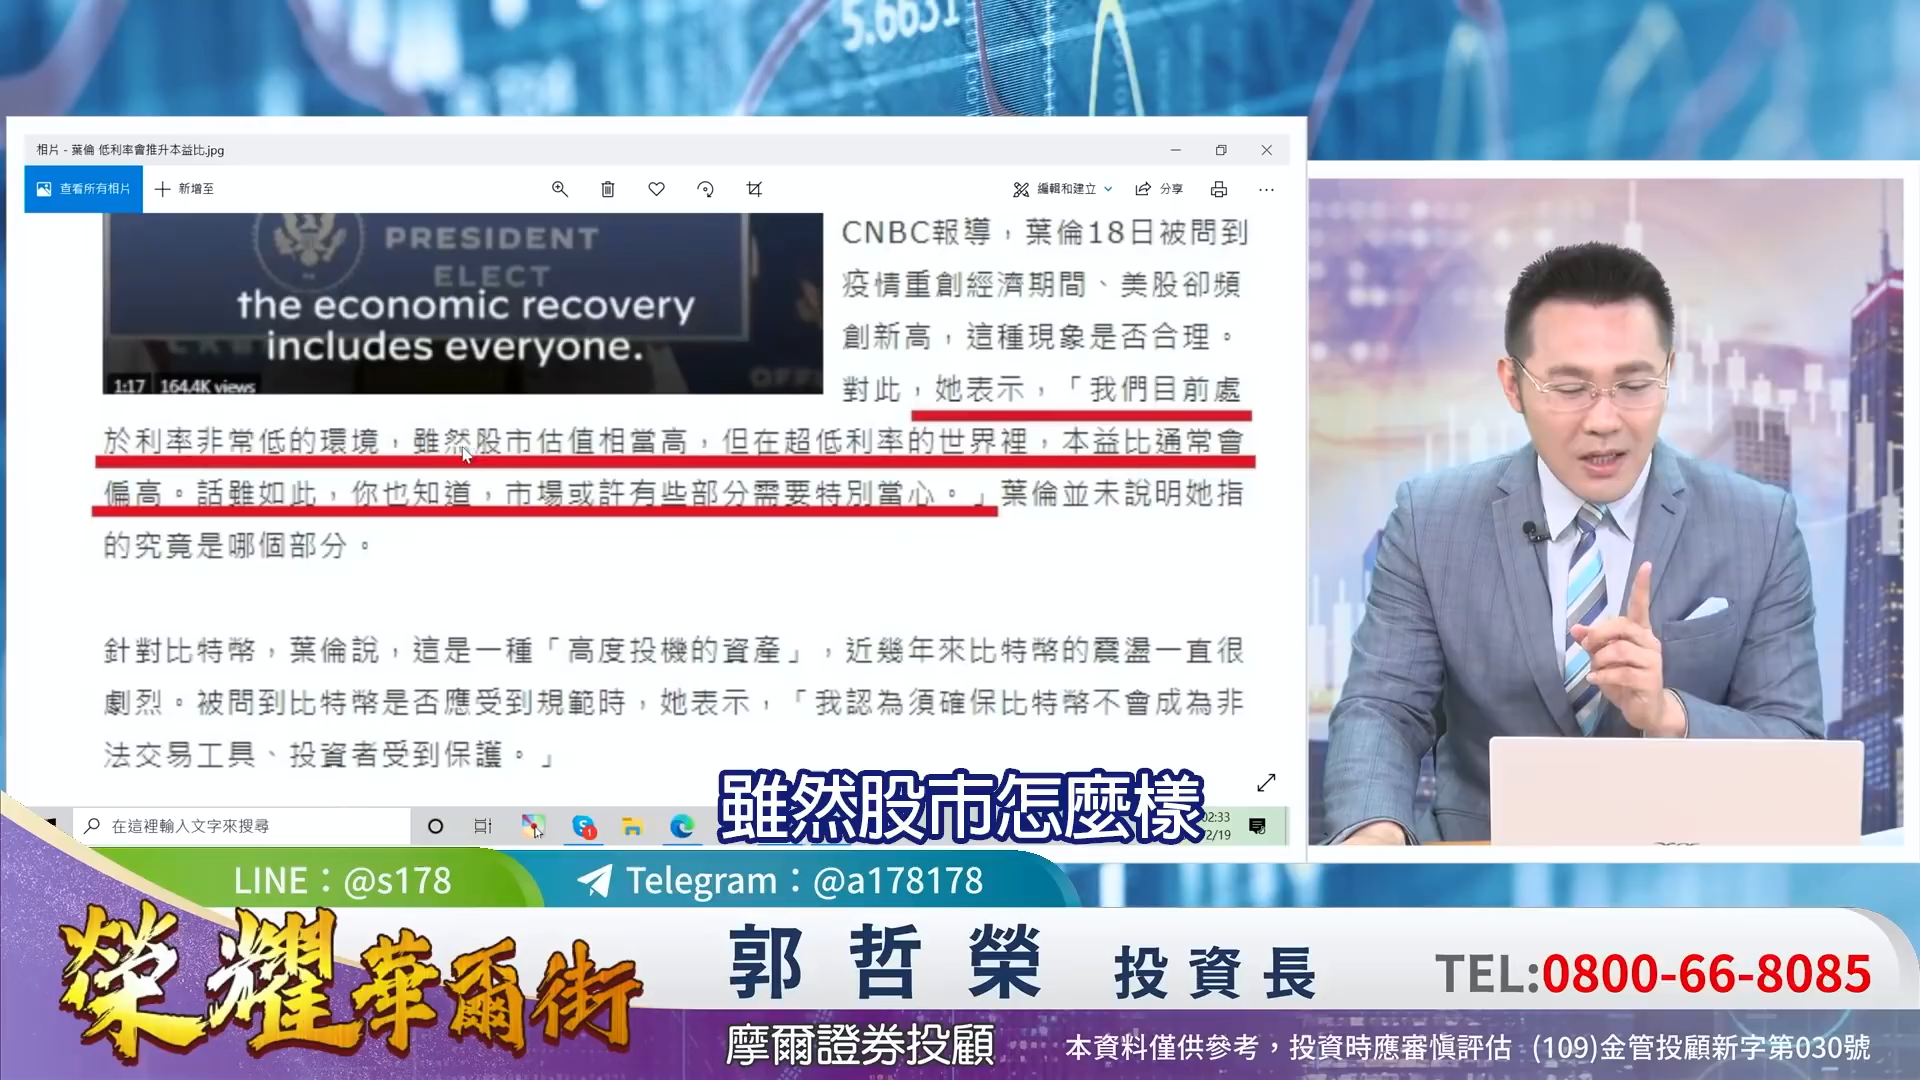 5.6631
相片 - 葉倫 低利率會推升本益比.jpg
查看所有相片
新增至
編輯和建立
分享
PRESIDENT
ELECT
the economic recovery
includes everyone.
1:17 164.4K views
CNBC報導，葉倫18日被問到
疫情重創經濟期間、美股卻頻
創新高，這種現象是否合理。
對此，她表示，「我們目前處
於利率非常低的環境，雖然股市估值相當高，但在超低利率的世界裡，本益比通常會
偏高。話雖如此，你也知道，市場或許有些部分需要特別當心。」葉倫並未說明她指
的究竟是哪個部分。
針對比特幣，葉倫說，這是一種「高度投機的資產」，近幾年來比特幣的震盪一直很
劇烈。被問到比特幣是否應受到規範時，她表示，「我認為須確保比特幣不會成為非
法交易工具、投資者受到保護。」
雖然股市怎麼樣
在這裡輸入文字來搜尋
1
02:33
2/19
LINE：@s178
Telegram：@a178178
榮耀華爾街
郭哲榮 投資長
TEL:0800-66-8085
摩爾證券投顧
本資料僅供參考，投資時應審慎評估 (109)金管投顧新字第030號